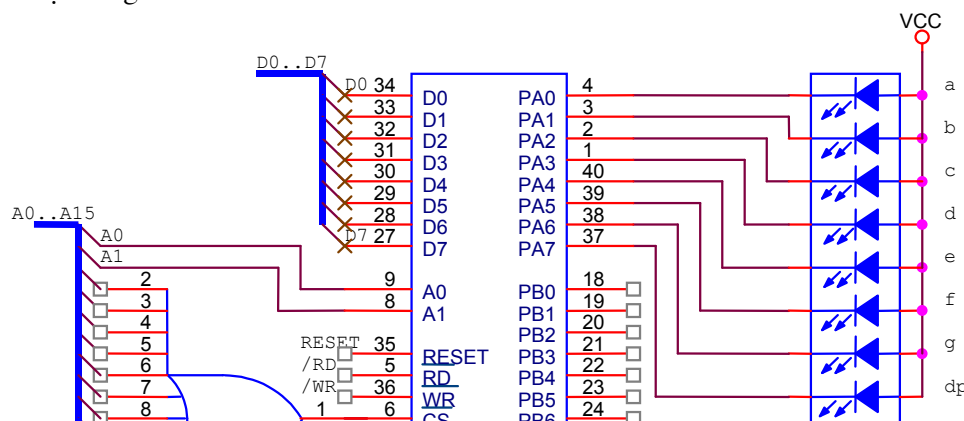 VCC
D0..D7
D0 34 D0 PA0 4 a
33 D1 PA1 3 b
32 D2 PA2 2 c
31 D3 PA3 1 d
30 D4 PA4 40 e
29 D5 PA5 39 f
28 D6 PA6 38 g
D7 27 D7 PA7 37 dp
A0..A15
A0
A1
2 9 A0 PB0 18
3 8 A1 PB1 19
4 PB2 20
5 RESET 35 RESET PB3 21
6 /RD 5 RD PB4 22
7 /WR 36 WR PB5 23
8 1 6 CS PB6 24